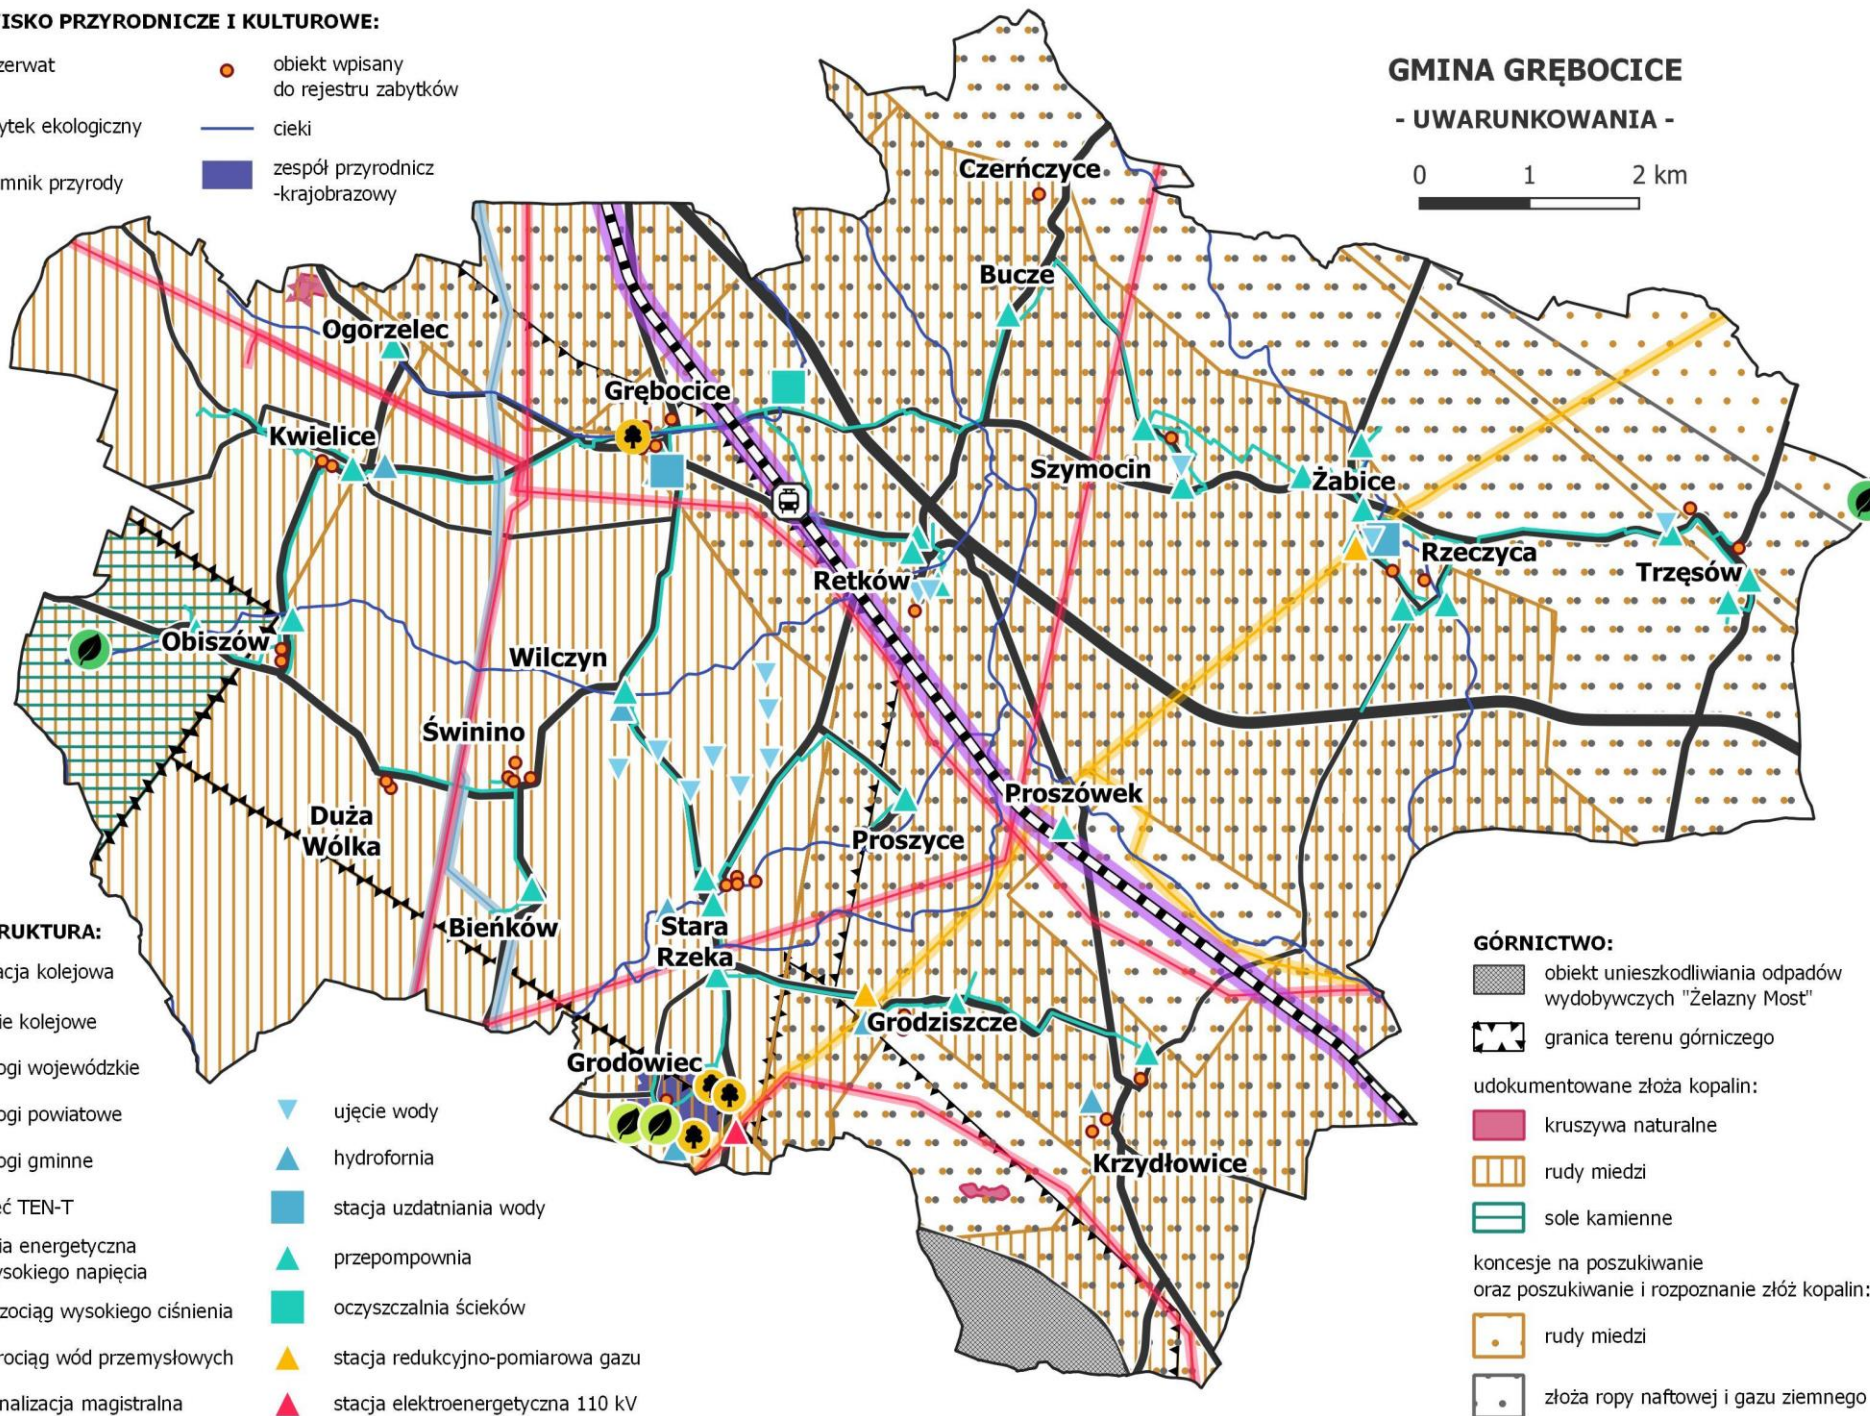 ISKO PRZYRODNICZE I KULTUROWE:
zerwat
obiekt wpisany
do rejestru zabytków
ytek ekologiczny
cieki
mnik przyrody
zespół przyrodnicz
-krajobrazowy
GMINA GRĘBOCICE
- UWARUNKOWANIA -
0 1 2 km
Czerńczyce
Bucze
Ogorzelec
Grębocice
Kwielice
Szymocin
Żabice
Rzeczyca
Trzęsów
Retków
Obiszów
Wilczyn
Świnino
Proszówek
Duża
Wólka
Proszyce
Bieńków
Stara
Rzeka
Grodziszcze
Grodowiec
Krzydłowice
RUKTURA:
acja kolejowa
ie kolejowe
ogi wojewódzkie
ogi powiatowe
ogi gminne
ć TEN-T
ia energetyczna
ysokiego napięcia
zociąg wysokiego ciśnienia
rociąg wód przemysłowych
nalizacja magistralna
ujęcie wody
hydrofornia
stacja uzdatniania wody
przepompownia
oczyszczalnia ścieków
stacja redukcyjno-pomiarowa gazu
stacja elektroenergetyczna 110 kV
GÓRNICTWO:
obiekt unieszkodliwiania odpadów
wydobywczych "Żelazny Most"
granica terenu górniczego
udokumentowane złoża kopalin:
kruszywa naturalne
rudy miedzi
sole kamienne
koncesje na poszukiwanie
oraz poszukiwanie i rozpoznanie złóż kopalin:
rudy miedzi
złoża ropy naftowej i gazu ziemnego